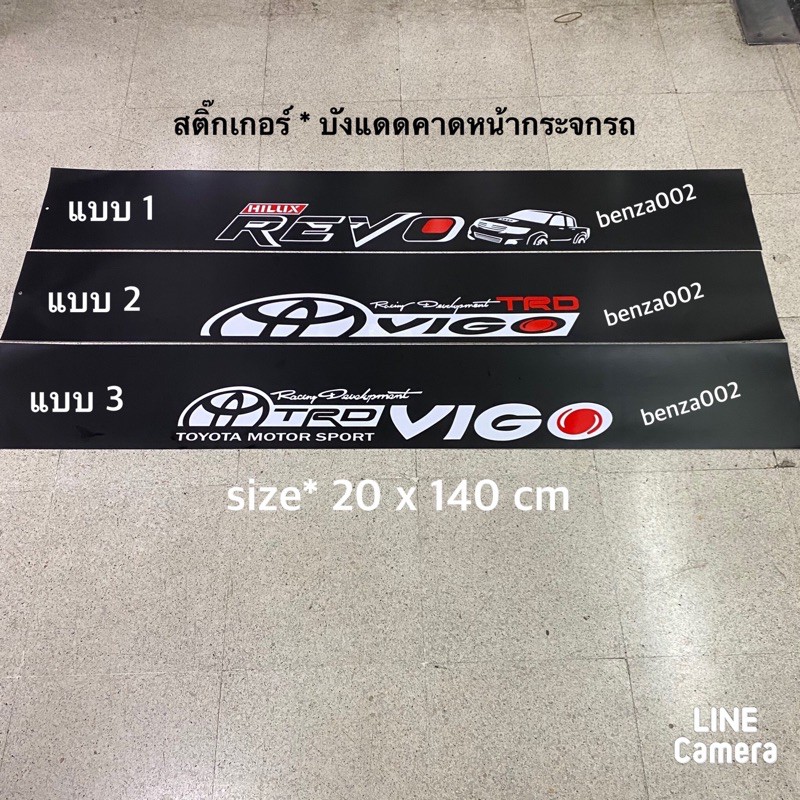 สติ๊กเกอร์ * บังแดดคาดหน้ากระจกรถ
แบบ 1
HILUX
REVO
benza002
แบบ 2
Racing Development TRD
VIGO
benza002
แบบ 3
Racing Development
TRD VIGO
TOYOTA MOTOR SPORT
benza002
size* 20 x 140 cm
LINE
Camera